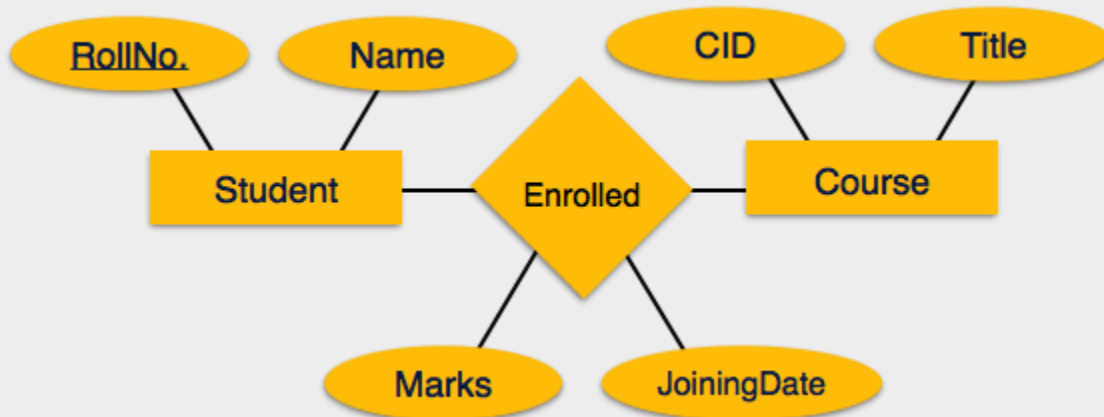 RollNo.
Name
CID
Title
Student
Enrolled
Course
Marks
JoiningDate